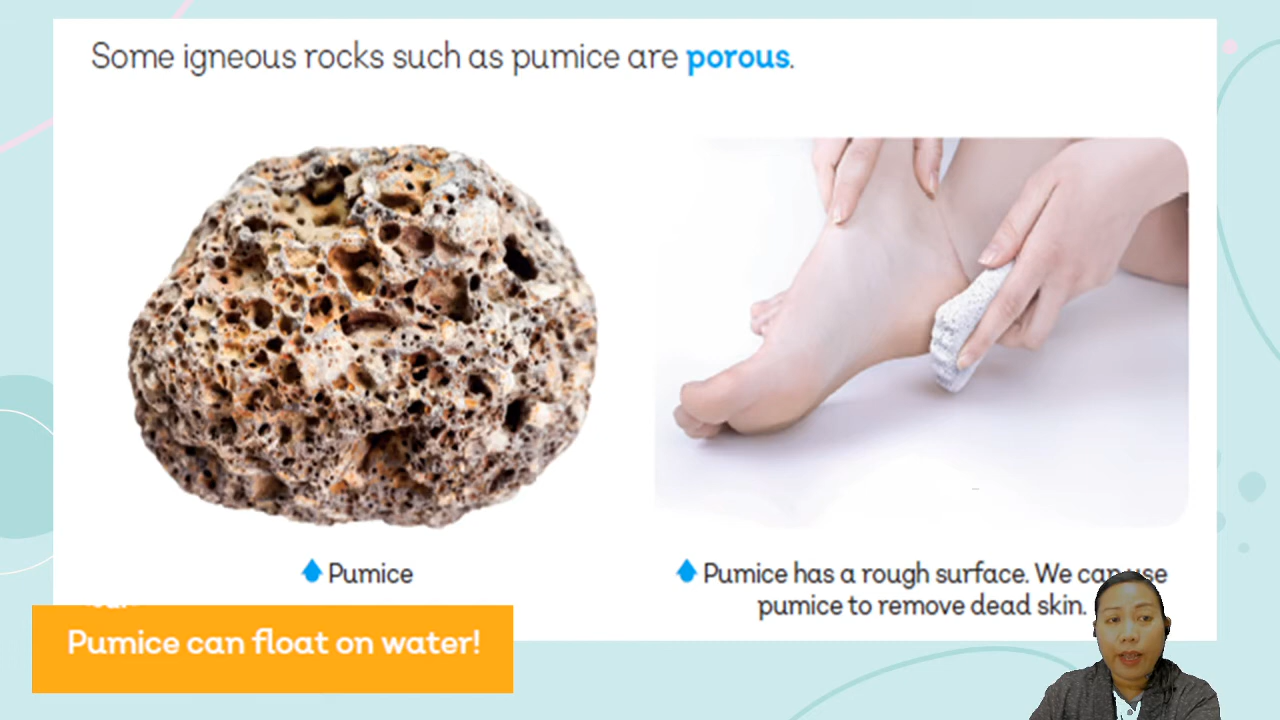 Some igneous rocks such as pumice are porous.
Pumice
Pumice has a rough surface. We can use
pumice to remove dead skin.
Pumice can float on water!